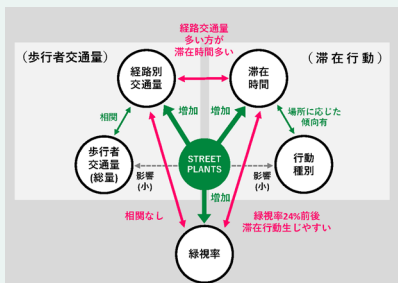 経路交通量
多い方が
滞在時間多い
(歩行者交通量)
(滞在行動)
経路別
交通量
滞在
時間
増加
増加
相関
場所に応じた
傾向有
歩行者
交通量
(総量)
影響
(小)
STREET
PLANTS
影響
(小)
行動
種別
増加
相関なし
緑視率24%前後
滞在行動生じやすい
緑視率